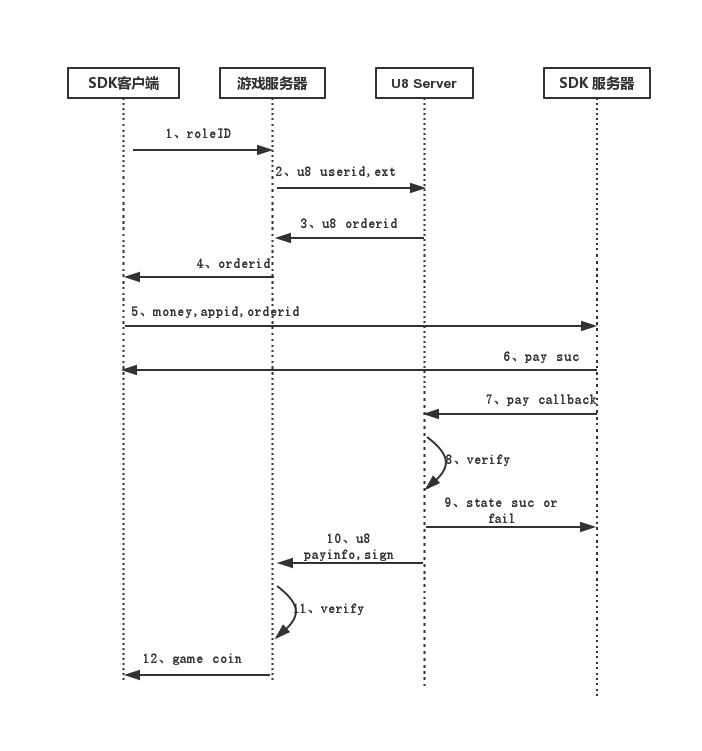 SDK客户端
游戏服务器
U8 Server
SDK 服务器
1、roleID
2、u8 userid,ext
3、u8 orderid
4、orderid
5、money,appid,orderid
6、pay suc
7、pay callback
8、verify
9、state suc or
fail
10、u8
payinfo,sign
11、verify
12、game coin